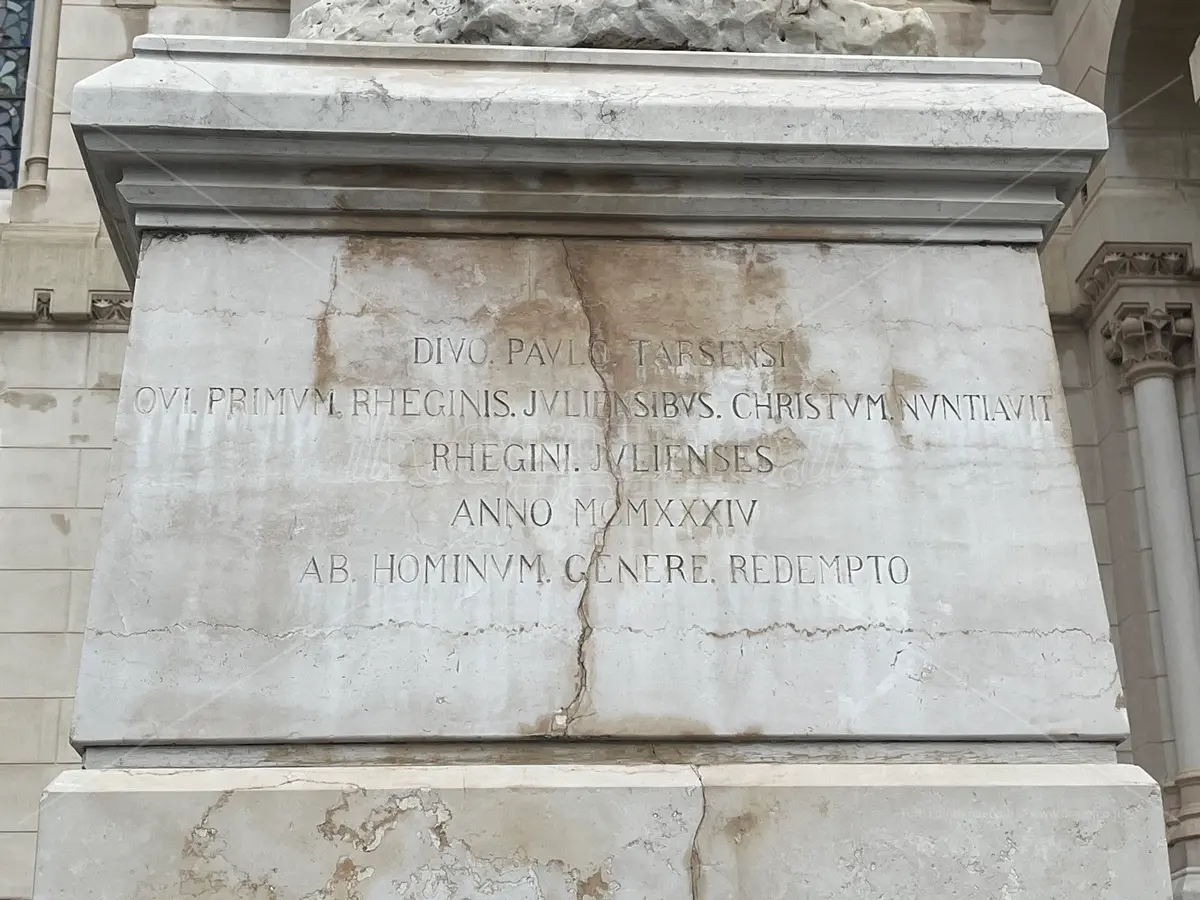 DIVO. PAVLO TARSENSI
QVI. PRIMVM. RHEGINIS. JVLIENSIBVS. CHRISTVM. NVNTIAVIT
RHEGINI. JVLIENSES
ANNO MCMXXXIV
AB. HOMINVM. GENERE. REDEMPTO